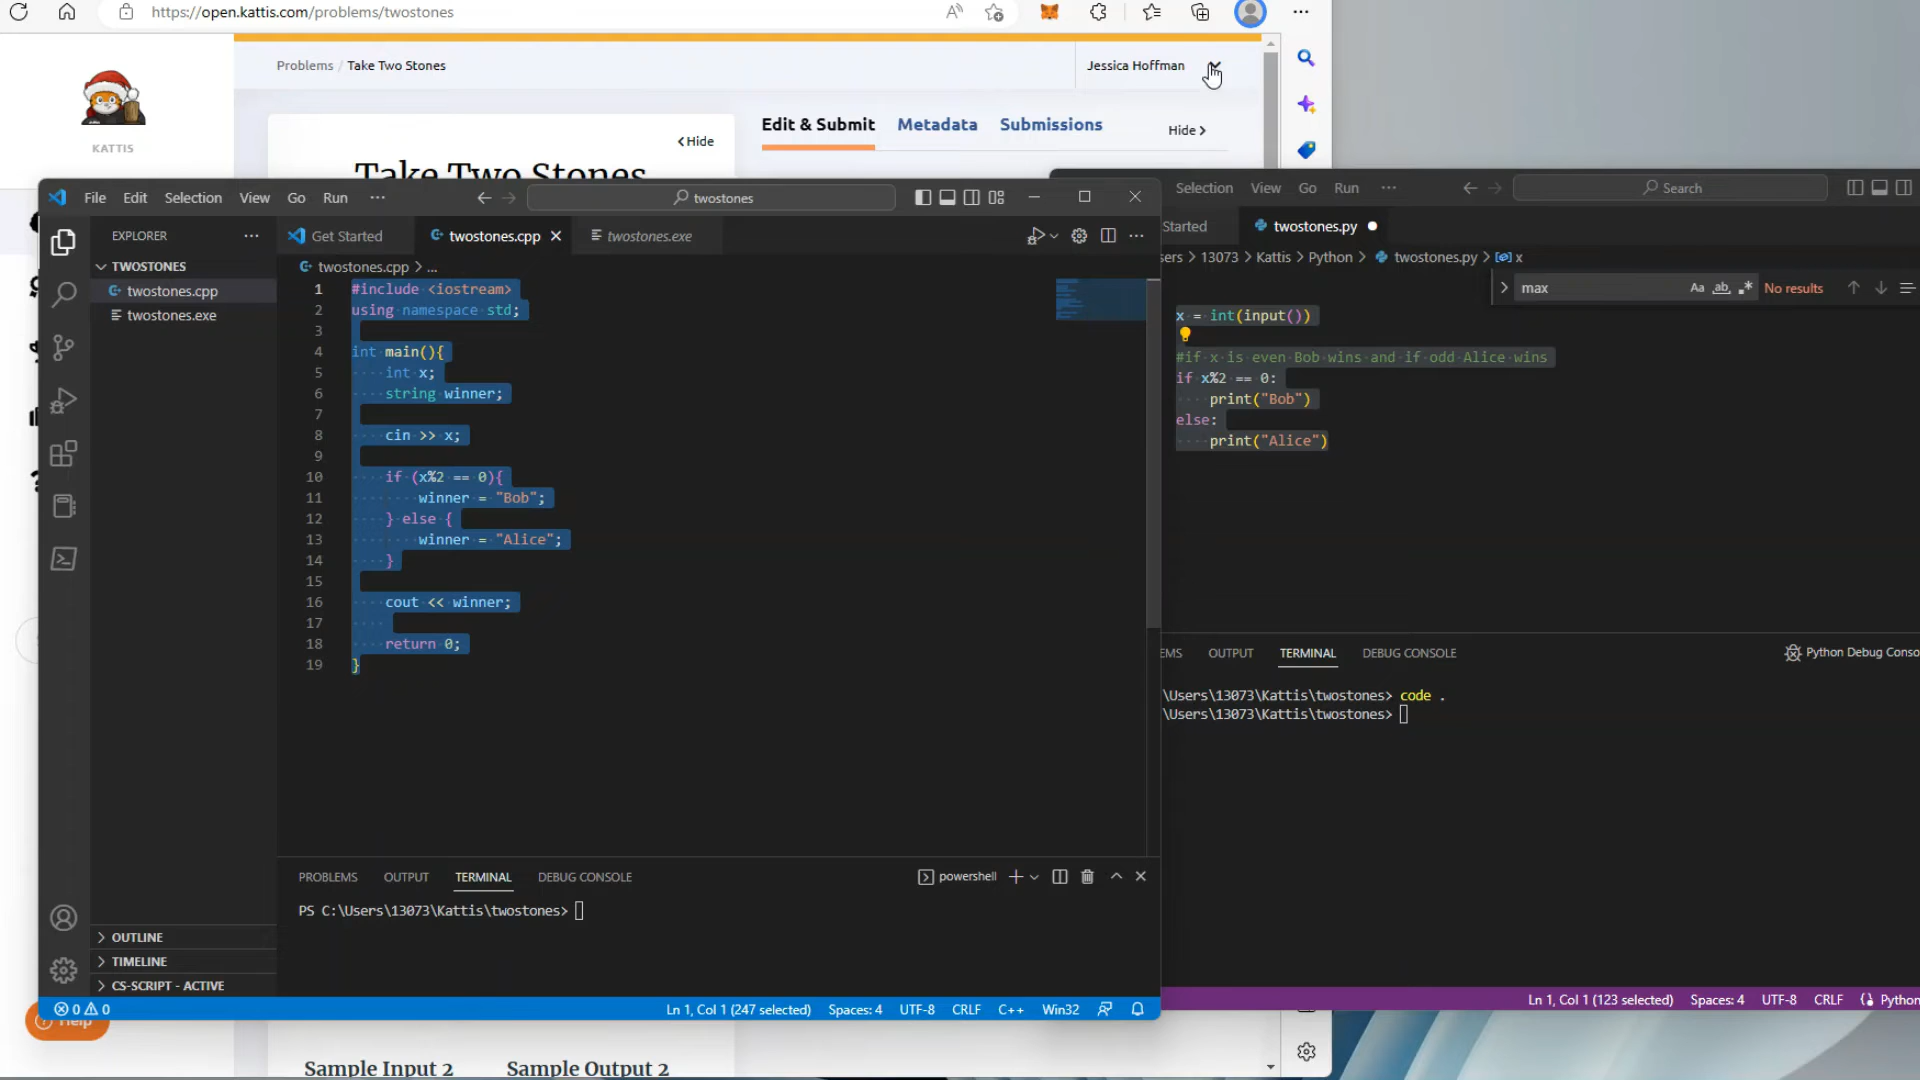 https://open.kattis.com/problems/twostones
KATTIS
Problems / Take Two Stones
Jessica Hoffman
Hide
Edit & Submit
Metadata
Submissions
Hide
Take Two Stones
File
Edit
Selection
View
Go
Run
···
twostones
EXPLORER
···
Get Started
twostones.cpp
twostones.exe
···
TWOSTONES
twostones.cpp
twostones.exe
twostones.cpp > ...
1 #include <iostream>
2 using namespace std;
3
4 int main(){
5 int x;
6 string winner;
7
8 cin >> x;
9
10 if (x%2 == 0){
11 winner = "Bob";
12 } else {
13 winner = "Alice";
14 }
15
16 cout << winner;
17
18 return 0;
19 }
PROBLEMS
OUTPUT
TERMINAL
DEBUG CONSOLE
powershell
PS C:\Users\13073\Kattis\twostones>
OUTLINE
TIMELINE
CS-SCRIPT - ACTIVE
0 0
Ln 1, Col 1 (247 selected)
Spaces: 4
UTF-8
CRLF
C++
Win32
Selection
View
Go
Run
···
Search
Started
twostones.py
ers > 13073 > Kattis > Python > twostones.py > x
max
Aa
ab
No results
x = int(input())
#if x is even Bob wins and if odd Alice wins
if x%2 == 0:
print("Bob")
else:
print("Alice")
EMS
OUTPUT
TERMINAL
DEBUG CONSOLE
Python Debug Conso
\Users\13073\Kattis\twostones> code .
\Users\13073\Kattis\twostones>
Ln 1, Col 1 (123 selected)
Spaces: 4
UTF-8
CRLF
Python
Help
Sample Input 2
Sample Output 2